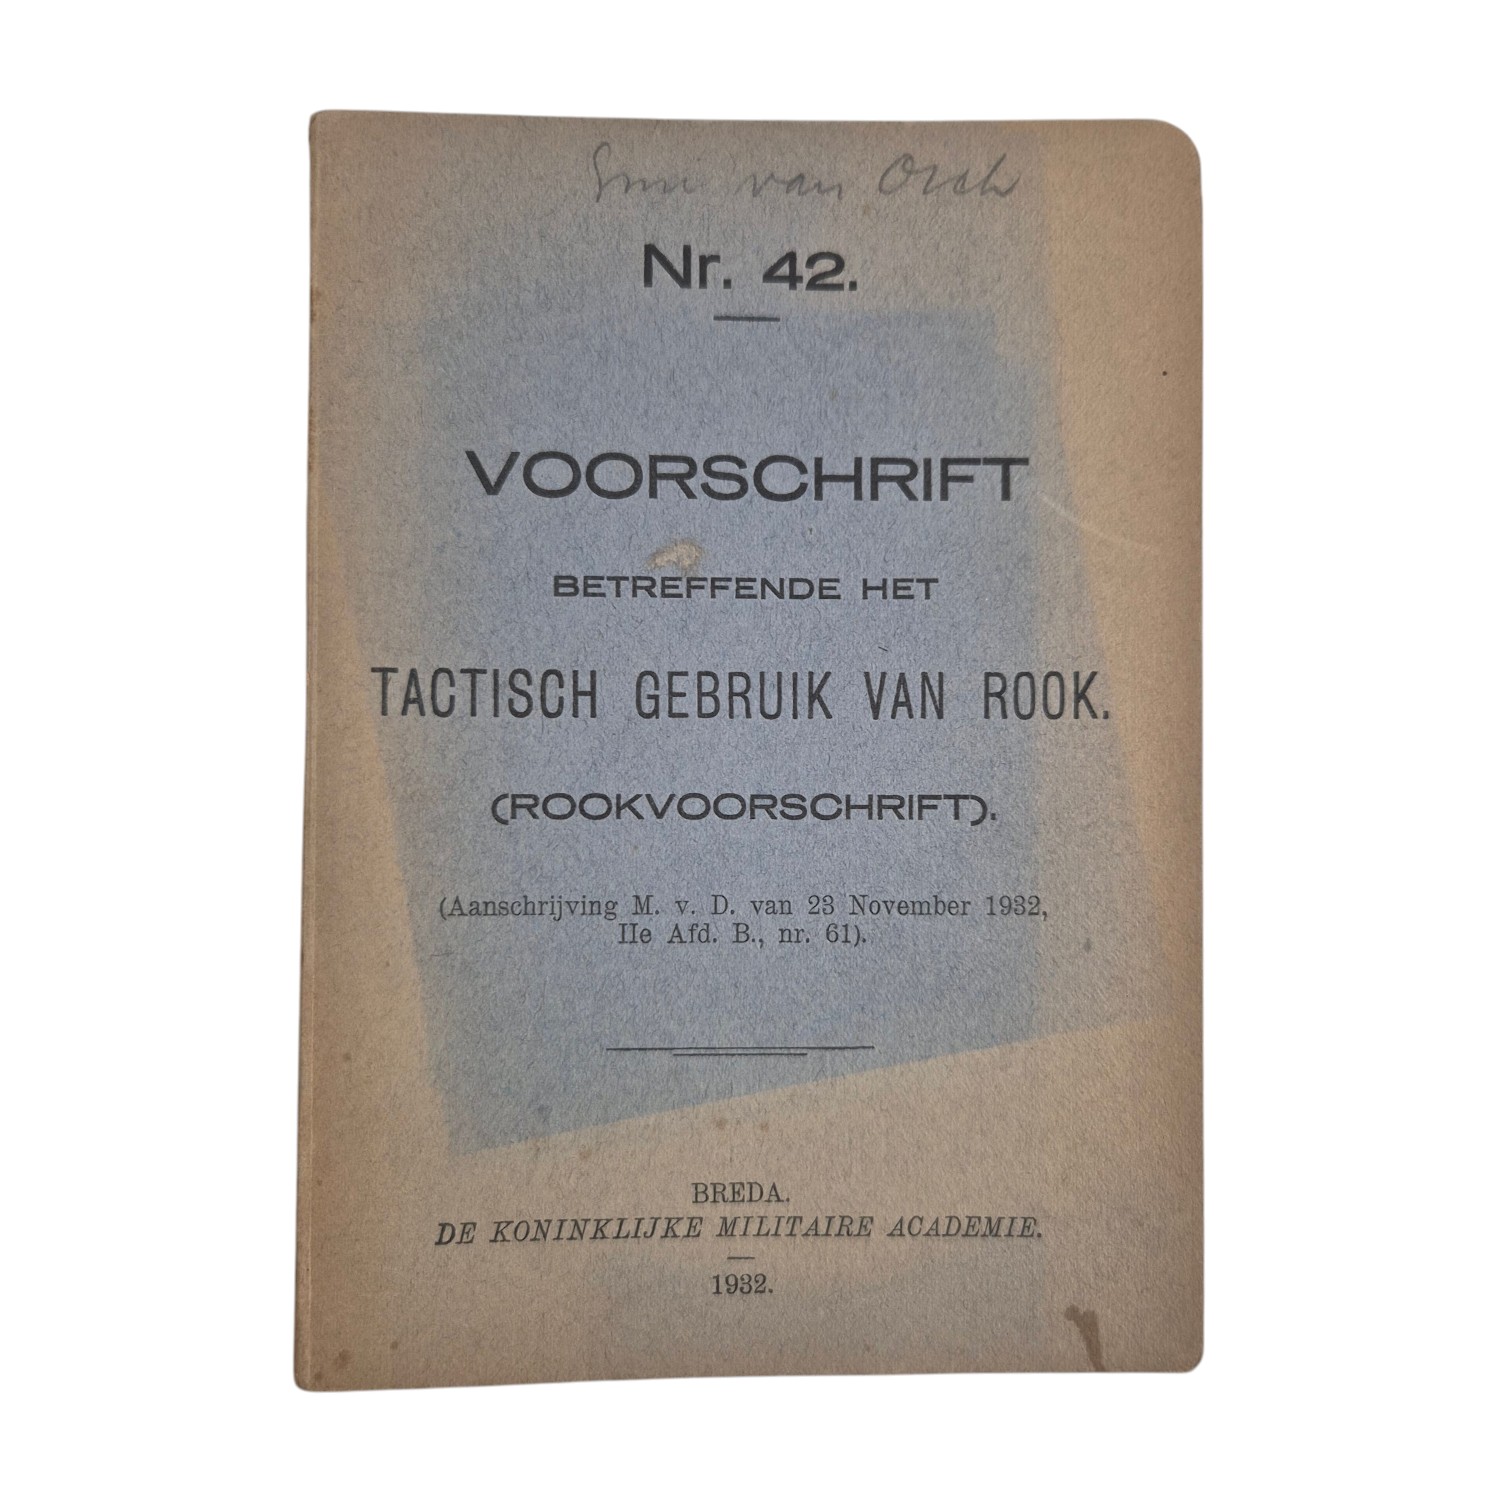 van
Nr. 42.
VOORSCHRIFT
BETREFFENDE HET
TACTISCH GEBRUIK VAN ROOK.
(ROOKVOORSCHRIFT).
(Aanschrijving M. v. D. van 23 November 1932,
IIe Afd. B., nr. 61).
BREDA.
DE KONINKLIJKE MILITAIRE ACADEMIE.
1932.